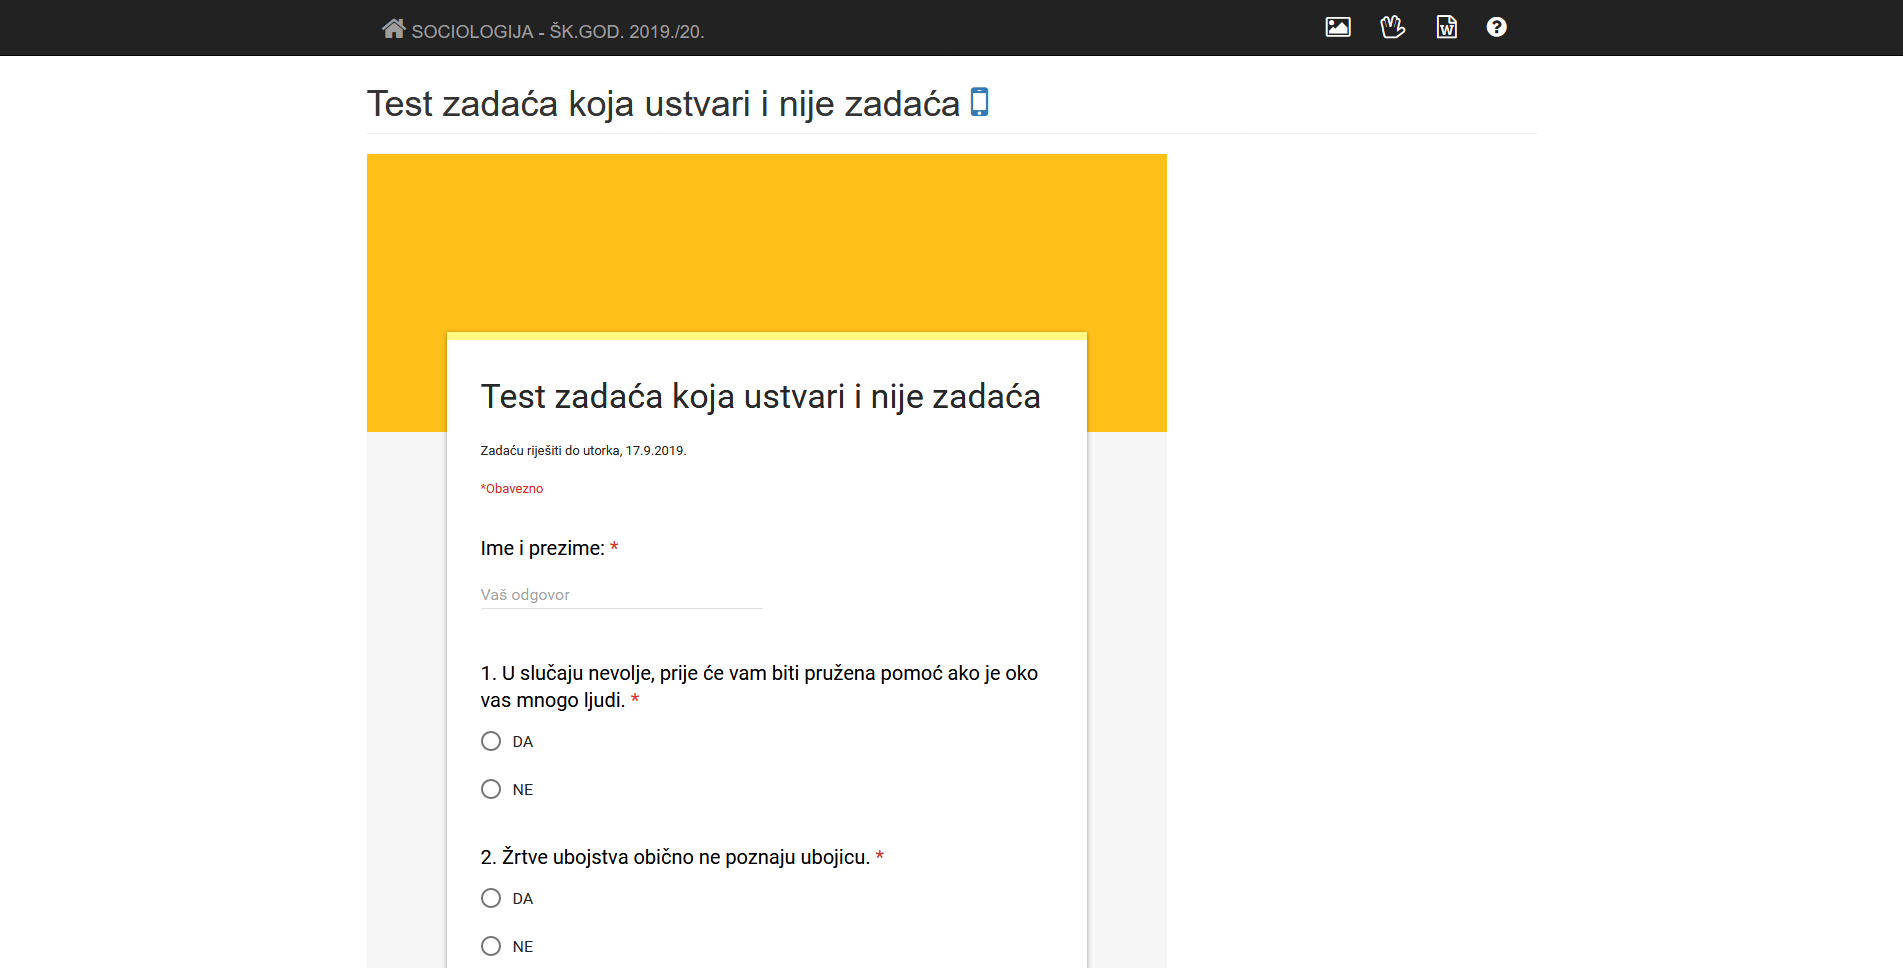 SOCIOLOGIJA - ŠK.GOD. 2019./20.
Test zadaća koja ustvari i nije zadaća
Test zadaća koja ustvari i nije zadaća
Zadaću riješiti do utorka, 17.9.2019.
*Obavezno
Ime i prezime: *
Vaš odgovor
1. U slučaju nevolje, prije će vam biti pružena pomoć ako je oko
vas mnogo ljudi. *
DA
NE
2. Žrtve ubojstva obično ne poznaju ubojicu. *
DA
NE